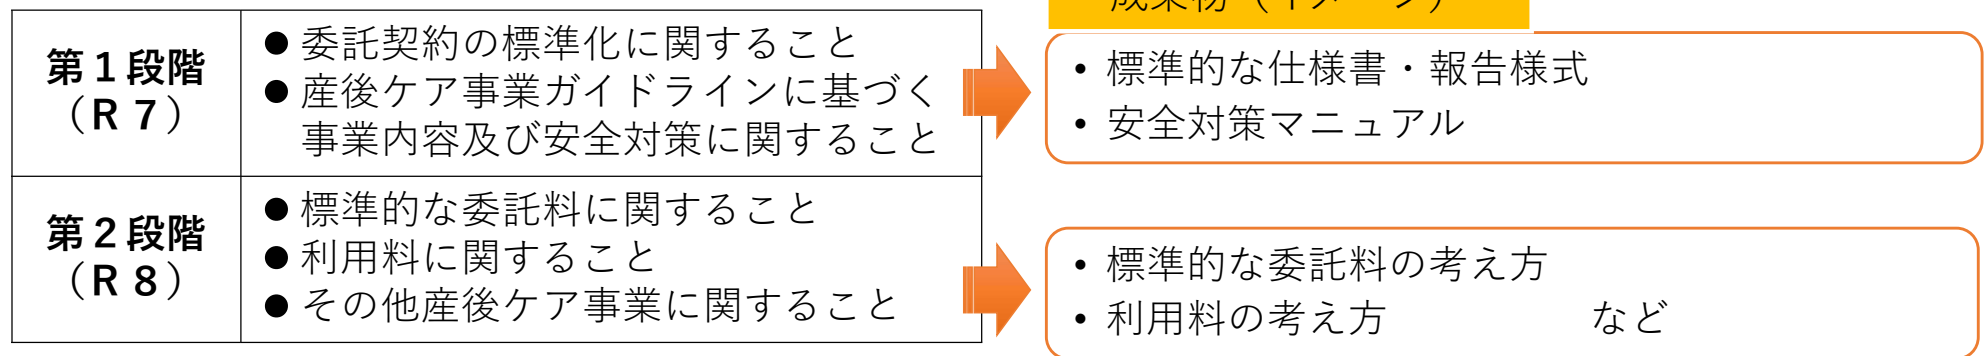 成果物（イメージ）
第１段階
（Ｒ７）
● 委託契約の標準化に関すること
● 産後ケア事業ガイドラインに基づく
事業内容及び安全対策に関すること
• 標準的な仕様書・報告様式
• 安全対策マニュアル
第２段階
（Ｒ８）
● 標準的な委託料に関すること
● 利用料に関すること
● その他産後ケア事業に関すること
• 標準的な委託料の考え方
• 利用料の考え方　　　　　など